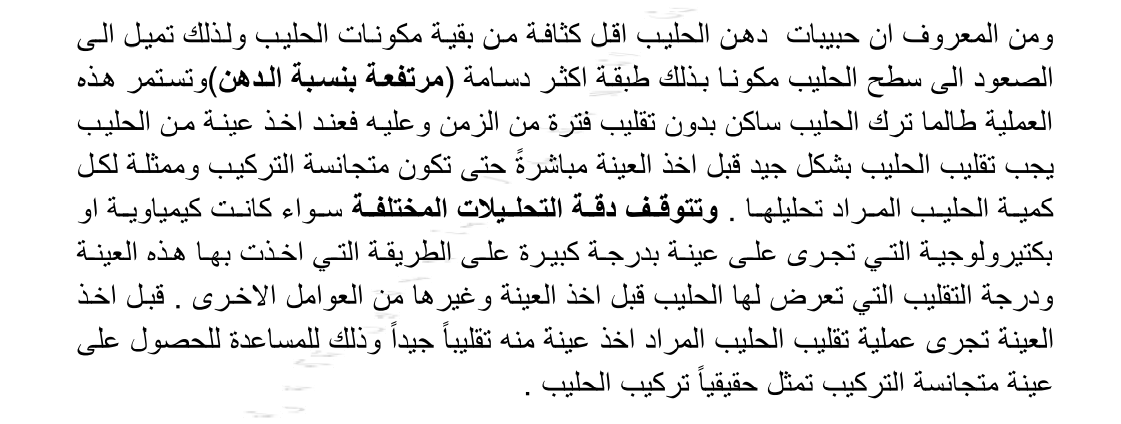 ومن المعروف ان حبيبات دهن الحليب اقل كثافة من بقية مكونات الحليب ولذلك تميل الى
الصعود الى سطح الحليب مكونا بذلك طبقة اكثر دسامة (مرتفعة بنسبة الدهن)وتستمر هذه
العملية طالما ترك الحليب ساكن بدون تقليب فترة من الزمن وعليه فعند اخذ عينة من الحليب
يجب تقليب الحليب بشكل جيد قبل اخذ العينة مباشرةً حتى تكون متجانسة التركيب وممثلة لكل
كمية الحليب المراد تحليلها . وتتوقف دقة التحليلات المختلفة سواء كانت كيمياوية او
بكتيرولوجية التي تجرى على عينة بدرجة كبيرة على الطريقة التي اخذت بها هذه العينة
ودرجة التقليب التي تعرض لها الحليب قبل اخذ العينة وغيرها من العوامل الاخرى . قبل اخذ
العينة تجرى عملية تقليب الحليب المراد اخذ عينة منه تقليباً جيداً وذلك للمساعدة للحصول على
عينة متجانسة التركيب تمثل حقيقياً تركيب الحليب .